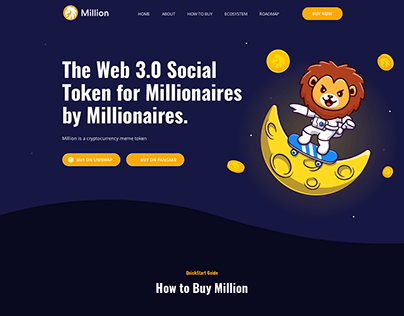 Million
HOME ABOUT HOW TO BUY ECOSYSTEM ROADMAP BUY NOW
The Web 3.0 Social
Token for Millionaires
by Millionaires.
Million is a cryptocurrency meme token
BUY ON UNISWAP BUY ON PANCAKE
QuickStart Guide
How to Buy Million